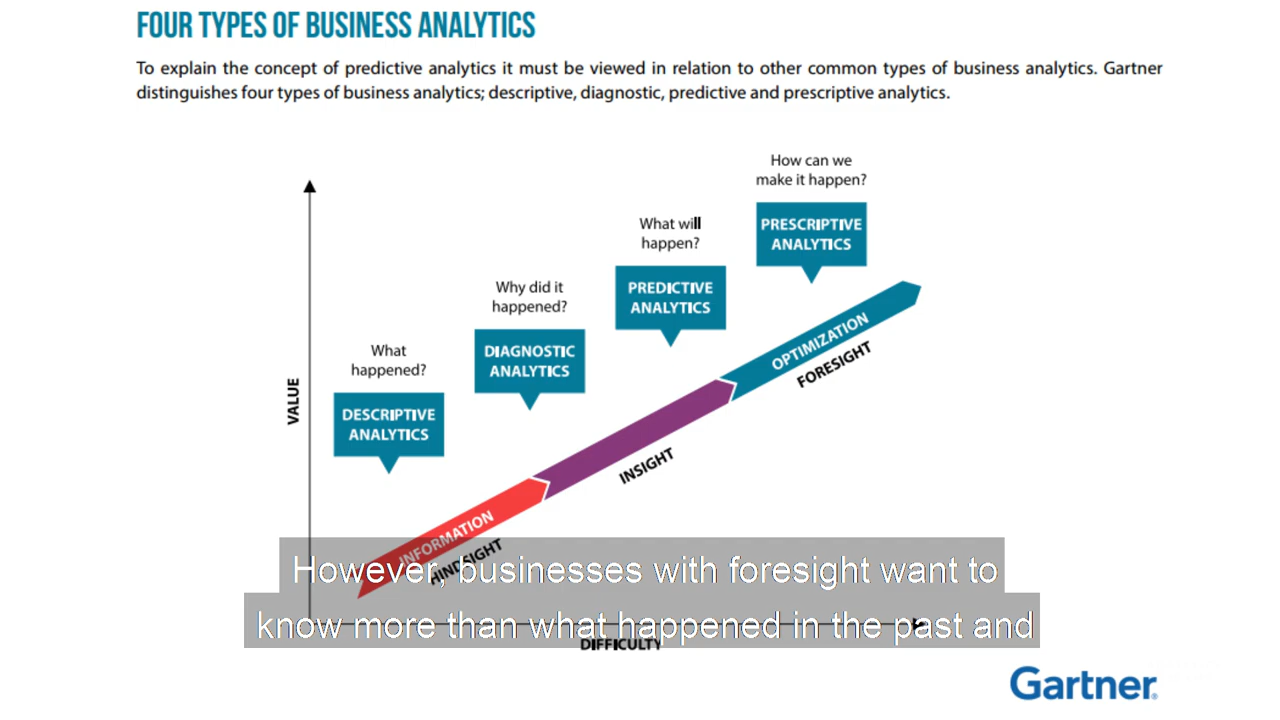 FOUR TYPES OF BUSINESS ANALYTICS
To explain the concept of predictive analytics it must be viewed in relation to other common types of business analytics. Gartner
distinguishes four types of business analytics; descriptive, diagnostic, predictive and prescriptive analytics.
How can we
make it happen?
PRESCRIPTIVE
ANALYTICS
What will
happen?
PREDICTIVE
ANALYTICS
Why did it
happened?
DIAGNOSTIC
ANALYTICS
What
happened?
DESCRIPTIVE
ANALYTICS
VALUE
OPTIMIZATION
FORESIGHT
INSIGHT
INFORMATION
HINDSIGHT
However, businesses with foresight want to
know more than what happened in the past and
DIFFICULTY
Gartner